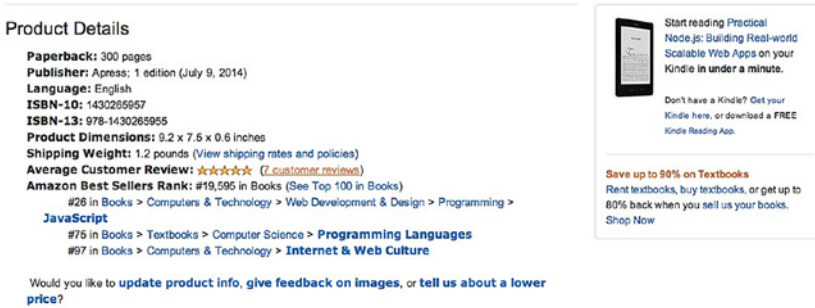 Product Details
Paperback: 300 pages
Publisher: Apress; 1 edition (July 9, 2014)
Language: English
ISBN-10: 1430265957
ISBN-13: 978-1430265955
Product Dimensions: 9.2 x 7.5 x 0.6 inches
Shipping Weight: 1.2 pounds (View shipping rates and policies)
Average Customer Review: (7 customer reviews)
Amazon Best Sellers Rank: #19,595 in Books (See Top 100 in Books)
#26 in Books > Computers & Technology > Web Development & Design > Programming >
JavaScript
#75 in Books > Textbooks > Computer Science > Programming Languages
#97 in Books > Computers & Technology > Internet & Web Culture
Would you like to update product info, give feedback on images, or tell us about a lower
price?
Start reading Practical
Node.js: Building Real-world
Scalable Web Apps on your
Kindle in under a minute.
Don't have a Kindle? Get your
Kindle here, or download a FREE
Kindle Reading App.
Save up to 90% on Textbooks
Rent textbooks, buy textbooks, or get up to
80% back when you sell us your books.
Shop Now